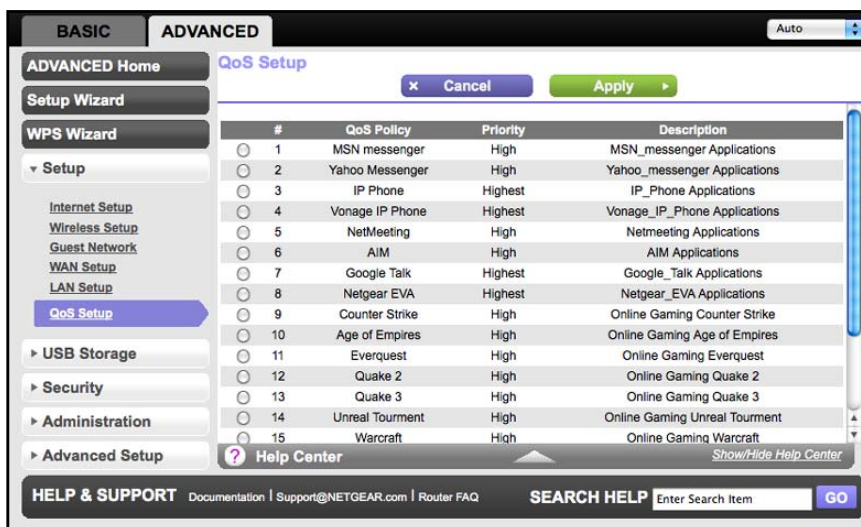 BASIC ADVANCED Auto
ADVANCED Home
Setup Wizard
WPS Wizard
Setup
Internet Setup
Wireless Setup
Guest Network
WAN Setup
LAN Setup
QoS Setup
USB Storage
Security
Administration
Advanced Setup
QoS Setup
Cancel Apply
# QoS Policy Priority Description
1 MSN messenger High MSN_messenger Applications
2 Yahoo Messenger High Yahoo_messenger Applications
3 IP Phone Highest IP_Phone Applications
4 Vonage IP Phone Highest Vonage_IP_Phone Applications
5 NetMeeting High Netmeeting Applications
6 AIM High AIM Applications
7 Google Talk Highest Google_Talk Applications
8 Netgear EVA Highest Netgear_EVA Applications
9 Counter Strike High Online Gaming Counter Strike
10 Age of Empires High Online Gaming Age of Empires
11 Everquest High Online Gaming Everquest
12 Quake 2 High Online Gaming Quake 2
13 Quake 3 High Online Gaming Quake 3
14 Unreal Tourment High Online Gaming Unreal Tourment
15 Warcraft High Online Gaming Warcraft
? Help Center Show/Hide Help Center
HELP & SUPPORT Documentation | Support@NETGEAR.com | Router FAQ SEARCH HELP Enter Search Item GO